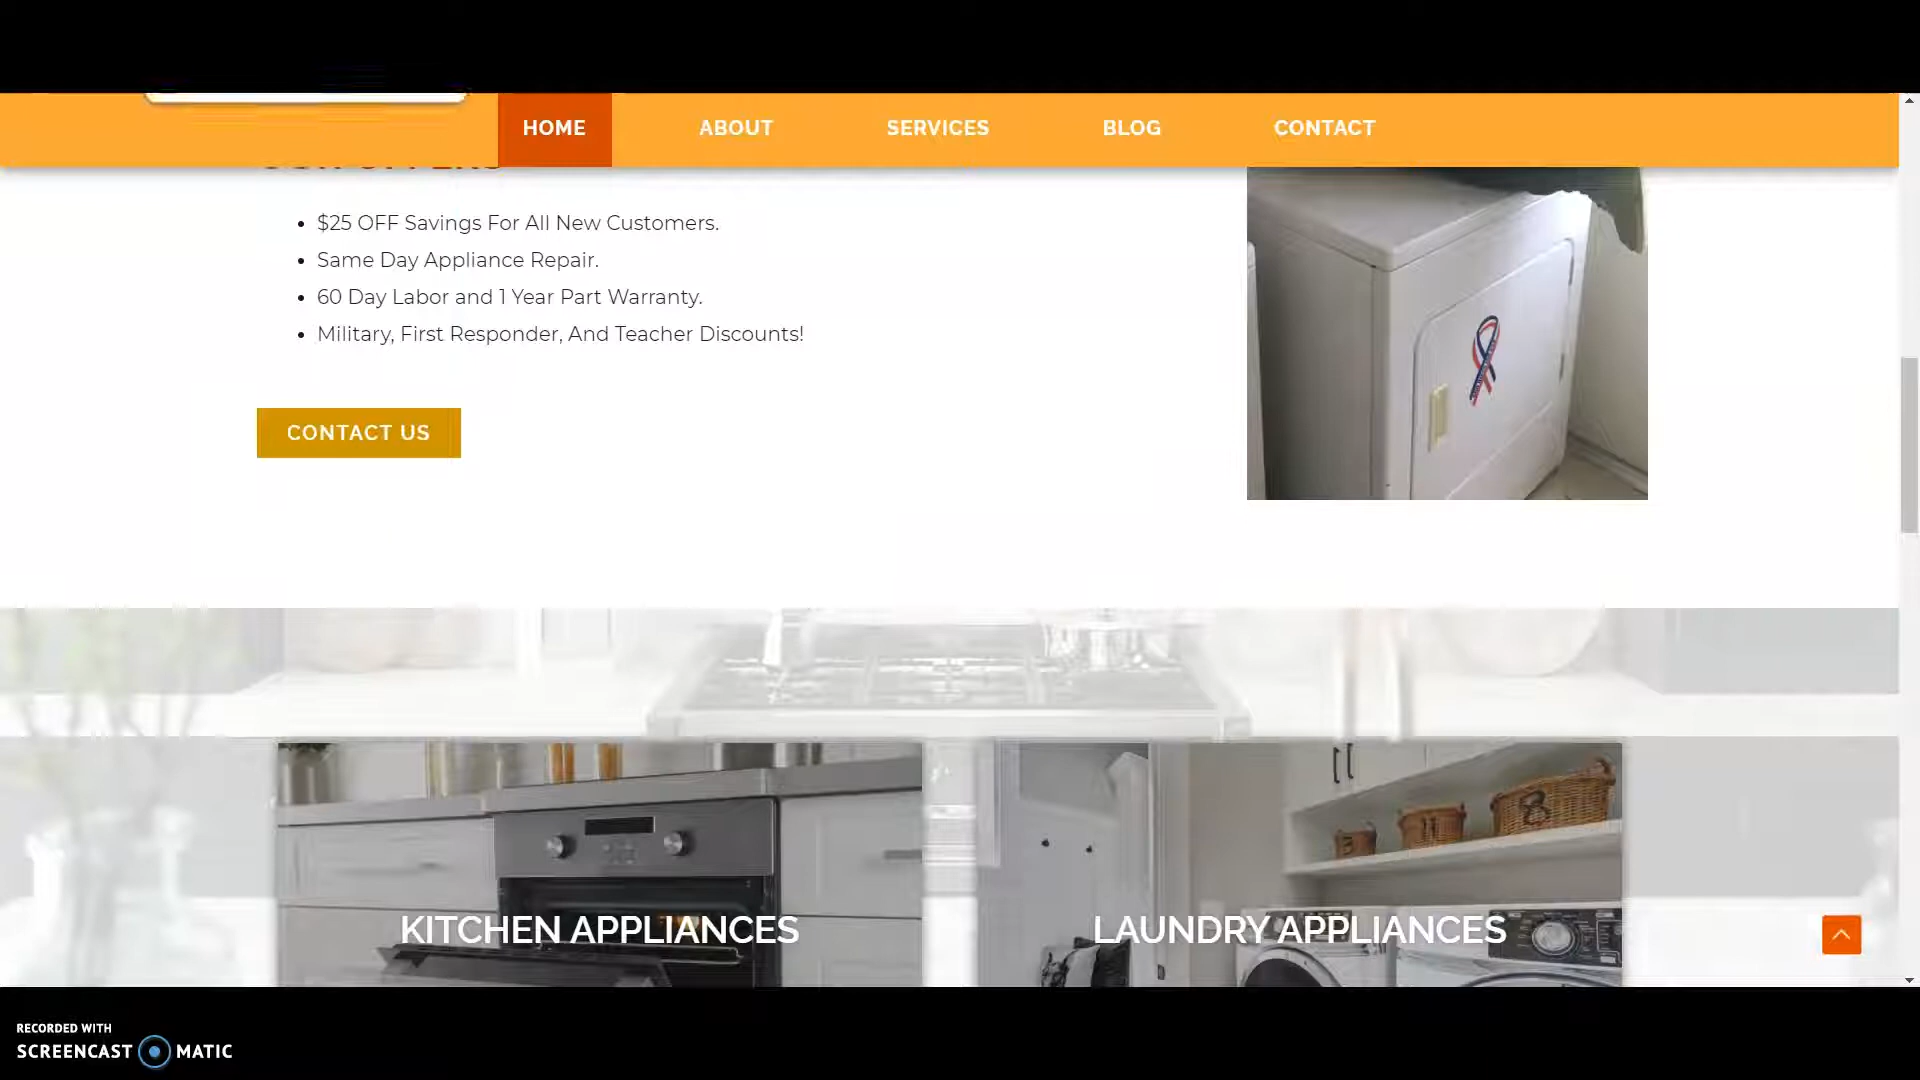 HOME ABOUT SERVICES BLOG CONTACT
$25 OFF Savings For All New Customers.
Same Day Appliance Repair.
60 Day Labor and 1 Year Part Warranty.
Military, First Responder, And Teacher Discounts!
CONTACT US
KITCHEN APPLIANCES
LAUNDRY APPLIANCES
RECORDED WITH
SCREENCAST MATIC